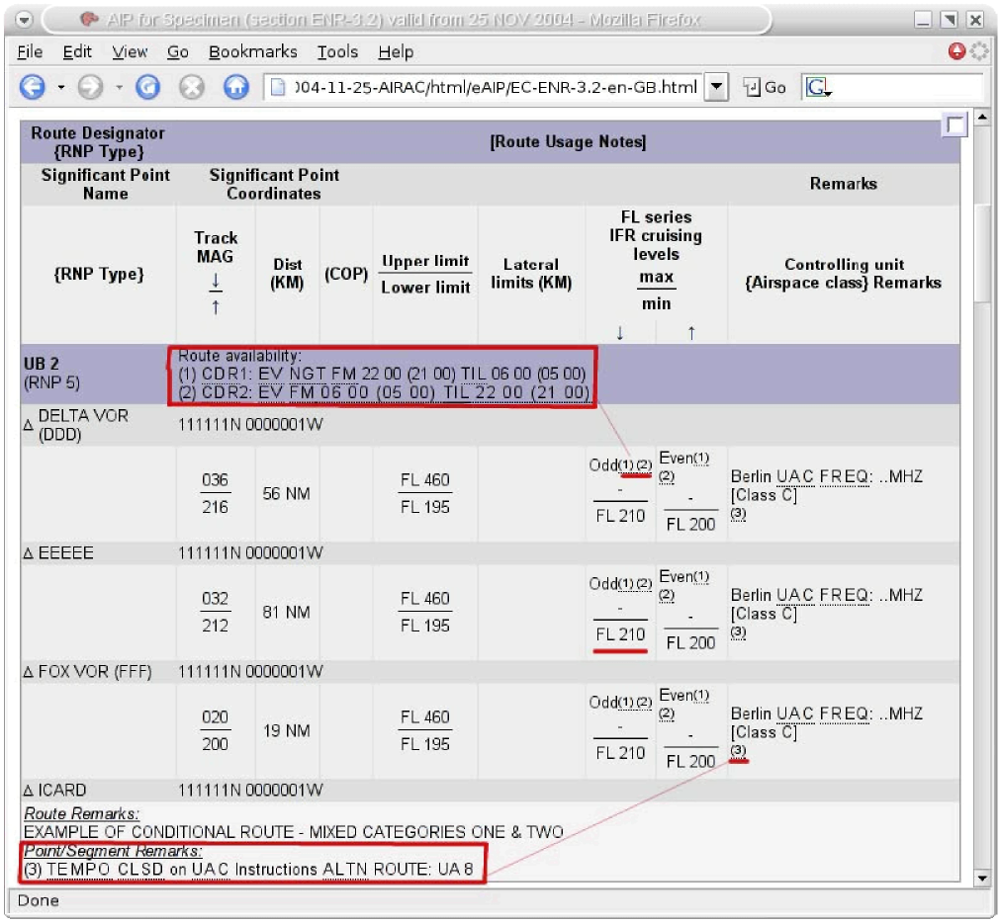 AIP for Specimen (section ENR-3.2) valid from 25 NOV 2004 - Mozilla Firefox
File Edit View Go Bookmarks Tools Help
)04-11-25-AIRAC/html/eAIP/EC-ENR-3.2-en-GB.html Go G
Route Designator
{RNP Type}
[Route Usage Notes]
Significant Point
Name
Significant Point
Coordinates
Remarks
{RNP Type}
Track
MAG
↓
↑
Dist
(KM)
(COP)
Upper limit
Lower limit
Lateral
limits (KM)
FL series
IFR cruising
levels
max
min
↓ ↑
Controlling unit
{Airspace class} Remarks
UB 2
(RNP 5)
Route availability:
(1) CDR1: EV NGT FM 22 00 (21 00) TIL 06 00 (05 00)
(2) CDR2: EV FM 06 00 (05 00) TIL 22 00 (21 00)
Δ DELTA VOR
(DDD)
111111N 0000001W
036
216
56 NM
FL 460
FL 195
Odd(1) (2)
-
FL 210
Even(1)
(2)
-
FL 200
Berlin UAC FREQ: ..MHZ
[Class C]
(3)
Δ EEEEE 111111N 0000001W
032
212
81 NM
FL 460
FL 195
Odd(1) (2)
-
FL 210
Even(1)
(2)
-
FL 200
Berlin UAC FREQ: ..MHZ
[Class C]
(3)
Δ FOX VOR (FFF) 111111N 0000001W
020
200
19 NM
FL 460
FL 195
Odd(1) (2)
-
FL 210
Even(1)
(2)
-
FL 200
Berlin UAC FREQ: ..MHZ
[Class C]
(3)
Δ ICARD 111111N 0000001W
Route Remarks:
EXAMPLE OF CONDITIONAL ROUTE - MIXED CATEGORIES ONE & TWO
Point/Segment Remarks:
(3) TEMPO CLSD on UAC Instructions ALTN ROUTE: UA 8
Done